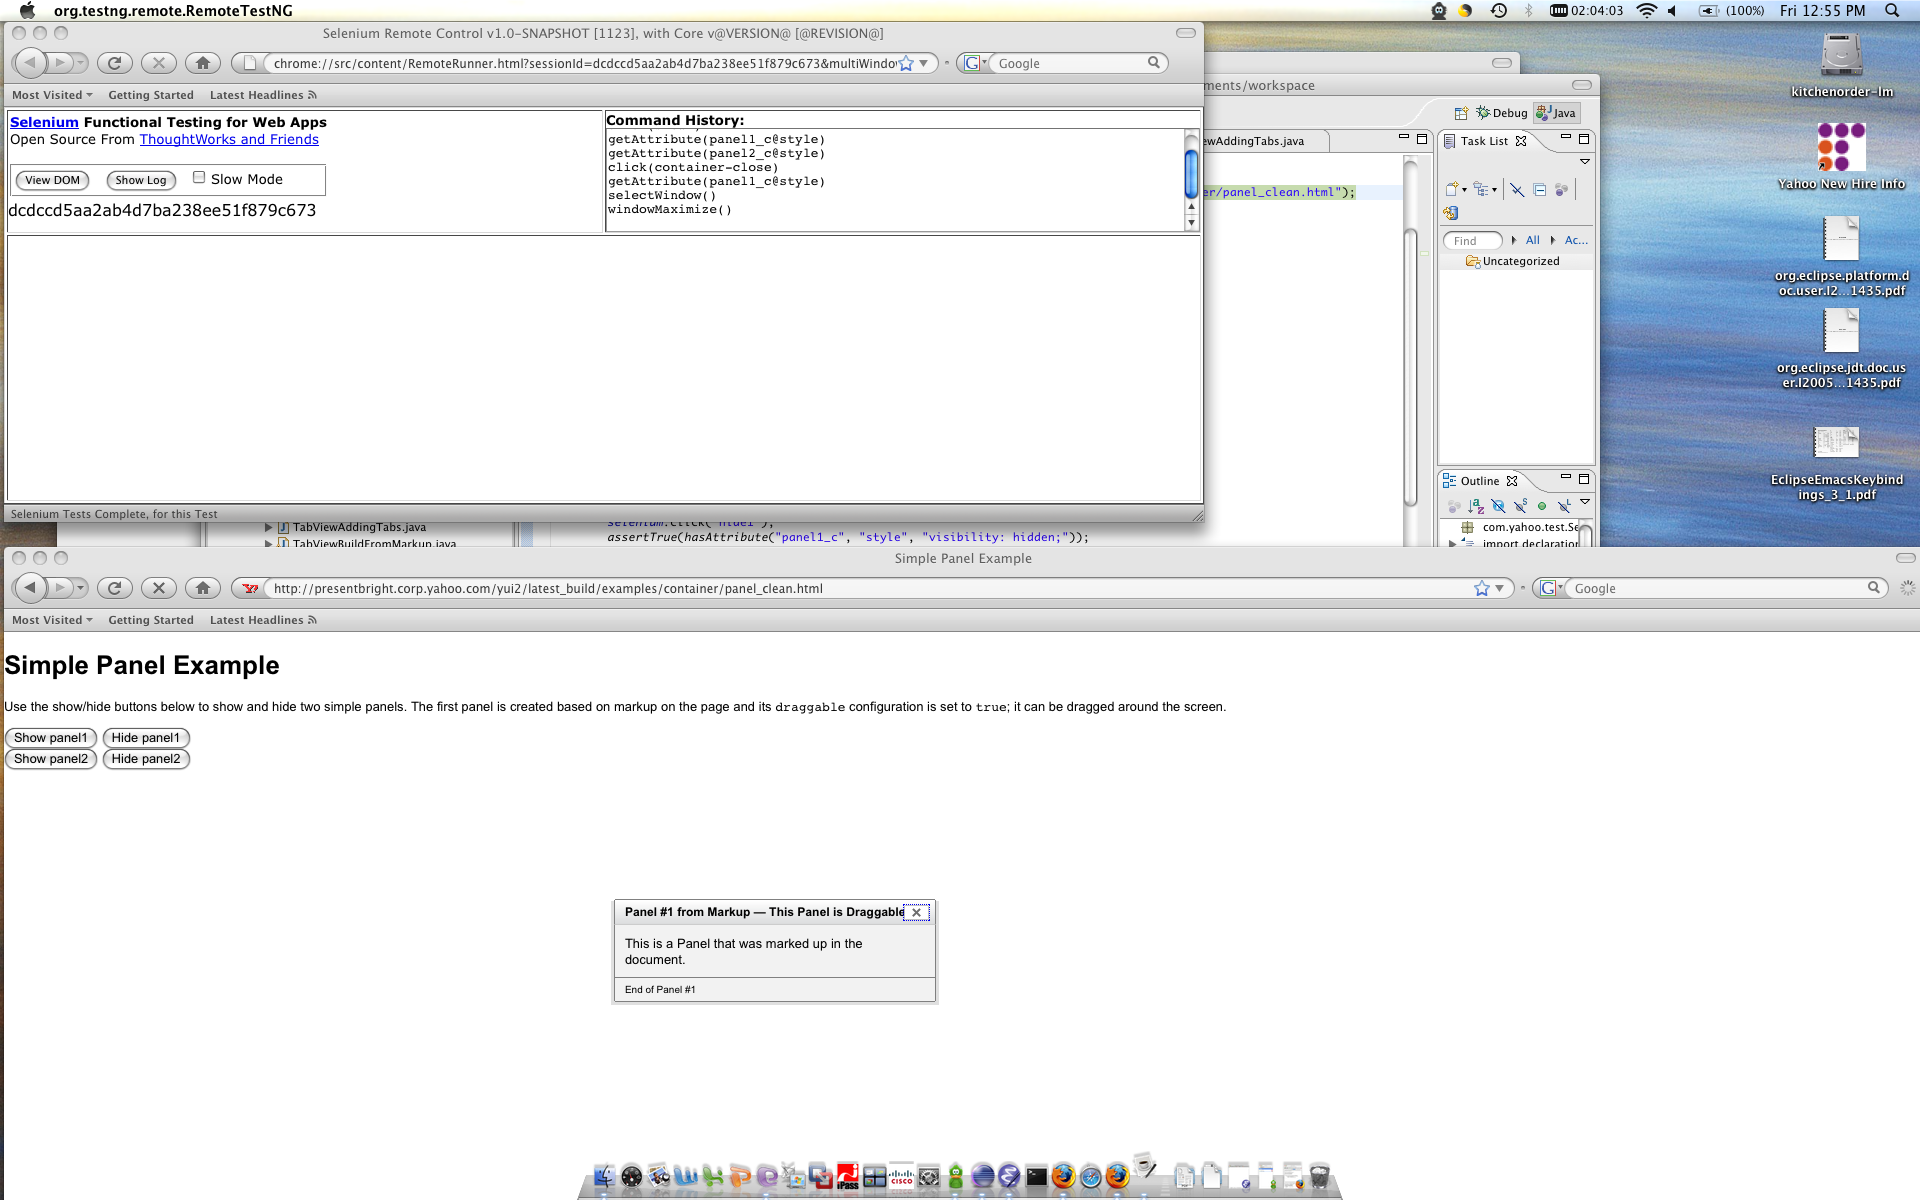 org.testng.remote.RemoteTestNG
02:04:03
(100%)
Fri 12:55 PM
Selenium Remote Control v1.0-SNAPSHOT [1123], with Core v@VERSION@ [@REVISION@]
chrome://src/content/RemoteRunner.html?sessionId=dcdccd5aa2ab4d7ba238ee51f879c673&multiWindo
Google
Most Visited
Getting Started
Latest Headlines
Selenium Functional Testing for Web Apps
Open Source From ThoughtWorks and Friends
View DOM
Show Log
Slow Mode
dcdccd5aa2ab4d7ba238ee51f879c673
Command History:
getAttribute(panel1_c@style)
getAttribute(panel2_c@style)
click(container-close)
getAttribute(panel1_c@style)
selectWindow()
windowMaximize()
Selenium Tests Complete, for this Test
ments/workspace
Debug
Java
ewAddingTabs.java
er/panel_clean.html");
Task List
Find
All
Ac...
Uncategorized
Outline
com.yahoo.test.Se
import declaration
kitchenorder-lm
Yahoo New Hire Info
org.eclipse.platform.d
oc.user.I2...1435.pdf
org.eclipse.jdt.doc.us
er.I2005...1435.pdf
EclipseEmacsKeybind
ings_3_1.pdf
TabViewAddingTabs.java
TabViewBuildFromMarkup.java
selenium.click("hide1");
assertTrue(hasAttribute("panel1_c", "style", "visibility: hidden;"));
Simple Panel Example
http://presentbright.corp.yahoo.com/yui2/latest_build/examples/container/panel_clean.html
Google
Most Visited
Getting Started
Latest Headlines
Simple Panel Example
Use the show/hide buttons below to show and hide two simple panels. The first panel is created based on markup on the page and its draggable configuration is set to true; it can be dragged around the screen.
Show panel1
Hide panel1
Show panel2
Hide panel2
Panel #1 from Markup — This Panel is Draggable
This is a Panel that was marked up in the
document.
End of Panel #1
iPass
CISCO